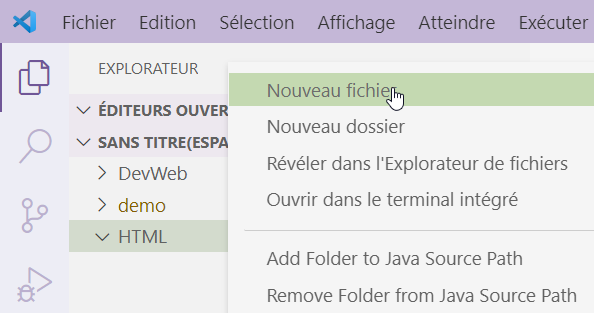 Fichier Edition Sélection Affichage Atteindre Exécuter
EXPLORATEUR
Nouveau fichier
ÉDITEURS OUVER
Nouveau dossier
SANS TITRE(ESPA
Révéler dans l'Explorateur de fichiers
DevWeb
Ouvrir dans le terminal intégré
demo
HTML
Add Folder to Java Source Path
Remove Folder from Java Source Path